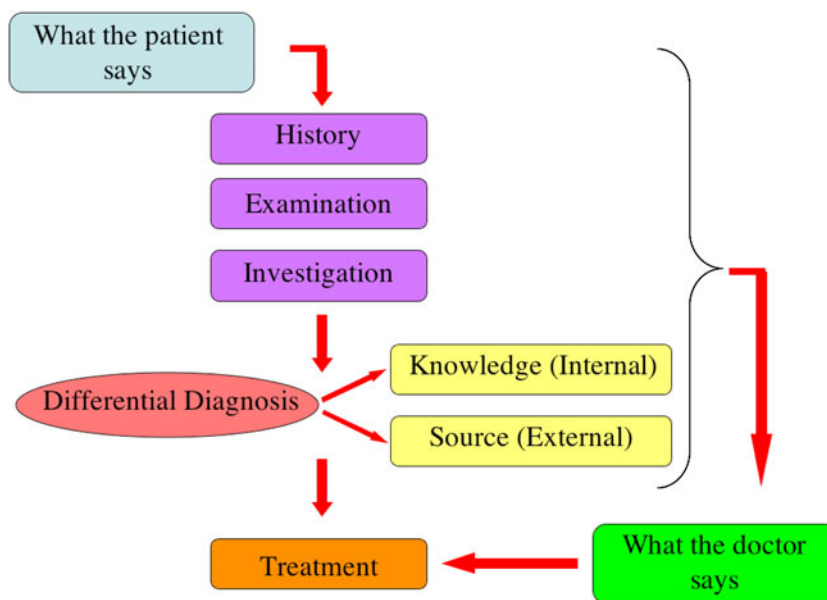 What the patient
says
History
Examination
Investigation
Knowledge (Internal)
Differential Diagnosis
Source (External)
Treatment
What the doctor
says